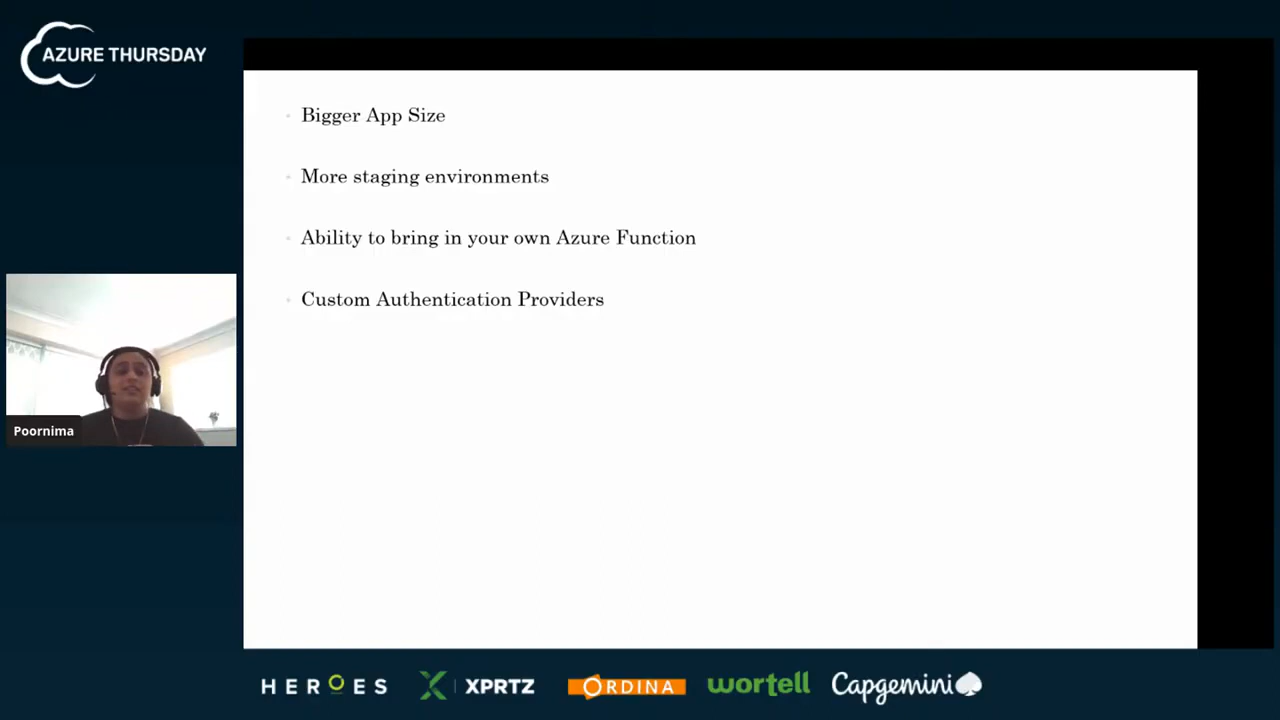 AZURE THURSDAY
Bigger App Size
More staging environments
Ability to bring in your own Azure Function
Custom Authentication Providers
Poornima
HEROES
XPRTZ
ORDINA
wortell
Capgemini